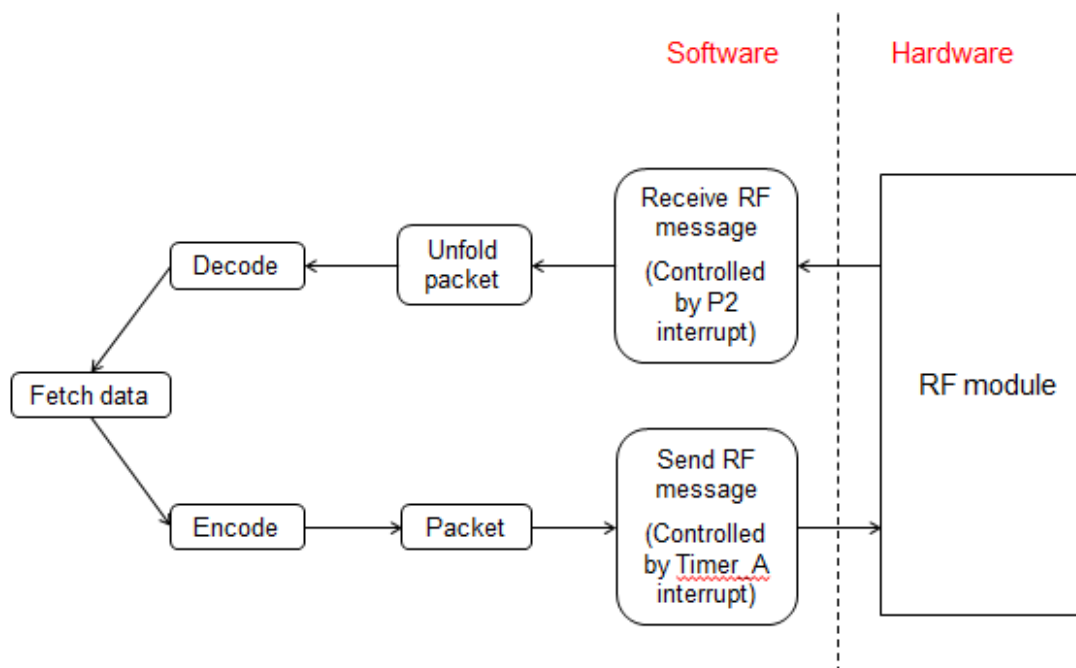 Software
Hardware
Receive RF
message
(Controlled
by P2
interrupt)
Unfold
packet
Decode
Fetch data
RF module
Send RF
message
(Controlled
by Timer_A
interrupt)
Encode
Packet